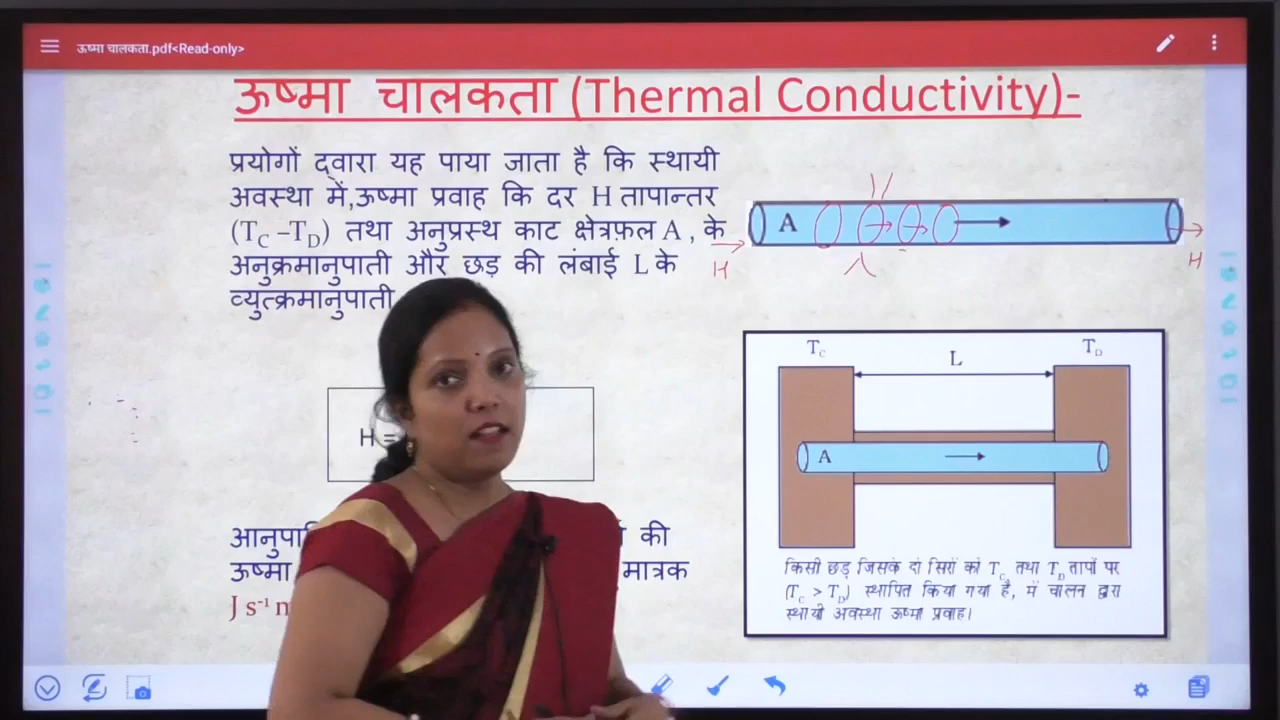 ऊष्मा चालकता.pdf<Read-only>
ऊष्मा चालकता (Thermal Conductivity)-
प्रयोगों द्वारा यह पाया जाता है कि स्थायी
अवस्था में,ऊष्मा प्रवाह कि दर H तापान्तर
(TC –TD) तथा अनुप्रस्थ काट क्षेत्रफ़ल A , के
अनुक्रमानुपाती और छड़ की लंबाई L के
व्युत्क्रमानुपाती
H =
की
ऊष्मा
मात्रक
J s-1
A
H
H
TC
L
TD
A
किसी छड़ जिसके दो सिरों को TC तथा TD तापों पर
(TC > TD) स्थापित किया गया है, में चालन द्वारा
स्थायी अवस्था ऊष्मा प्रवाह।